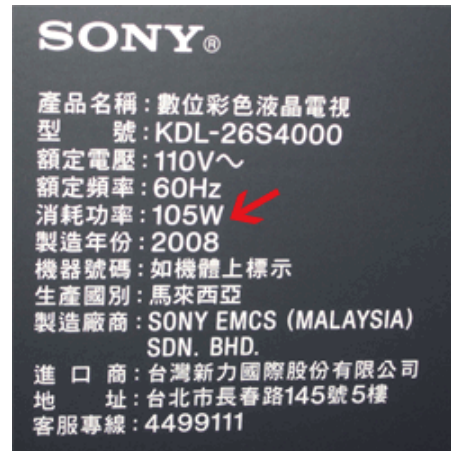 SONY®
產品名稱：數位彩色液晶電視
型　　號：KDL-26S4000
額定電壓：110V～
額定頻率：60Hz
消耗功率：105W
製造年份：2008
機器號碼：如機體上標示
生產國別：馬來西亞
製造廠商：SONY EMCS (MALAYSIA)
SDN. BHD.
進 口 商：台灣新力國際股份有限公司
地　　址：台北市長春路145號5樓
客服專線：4499111